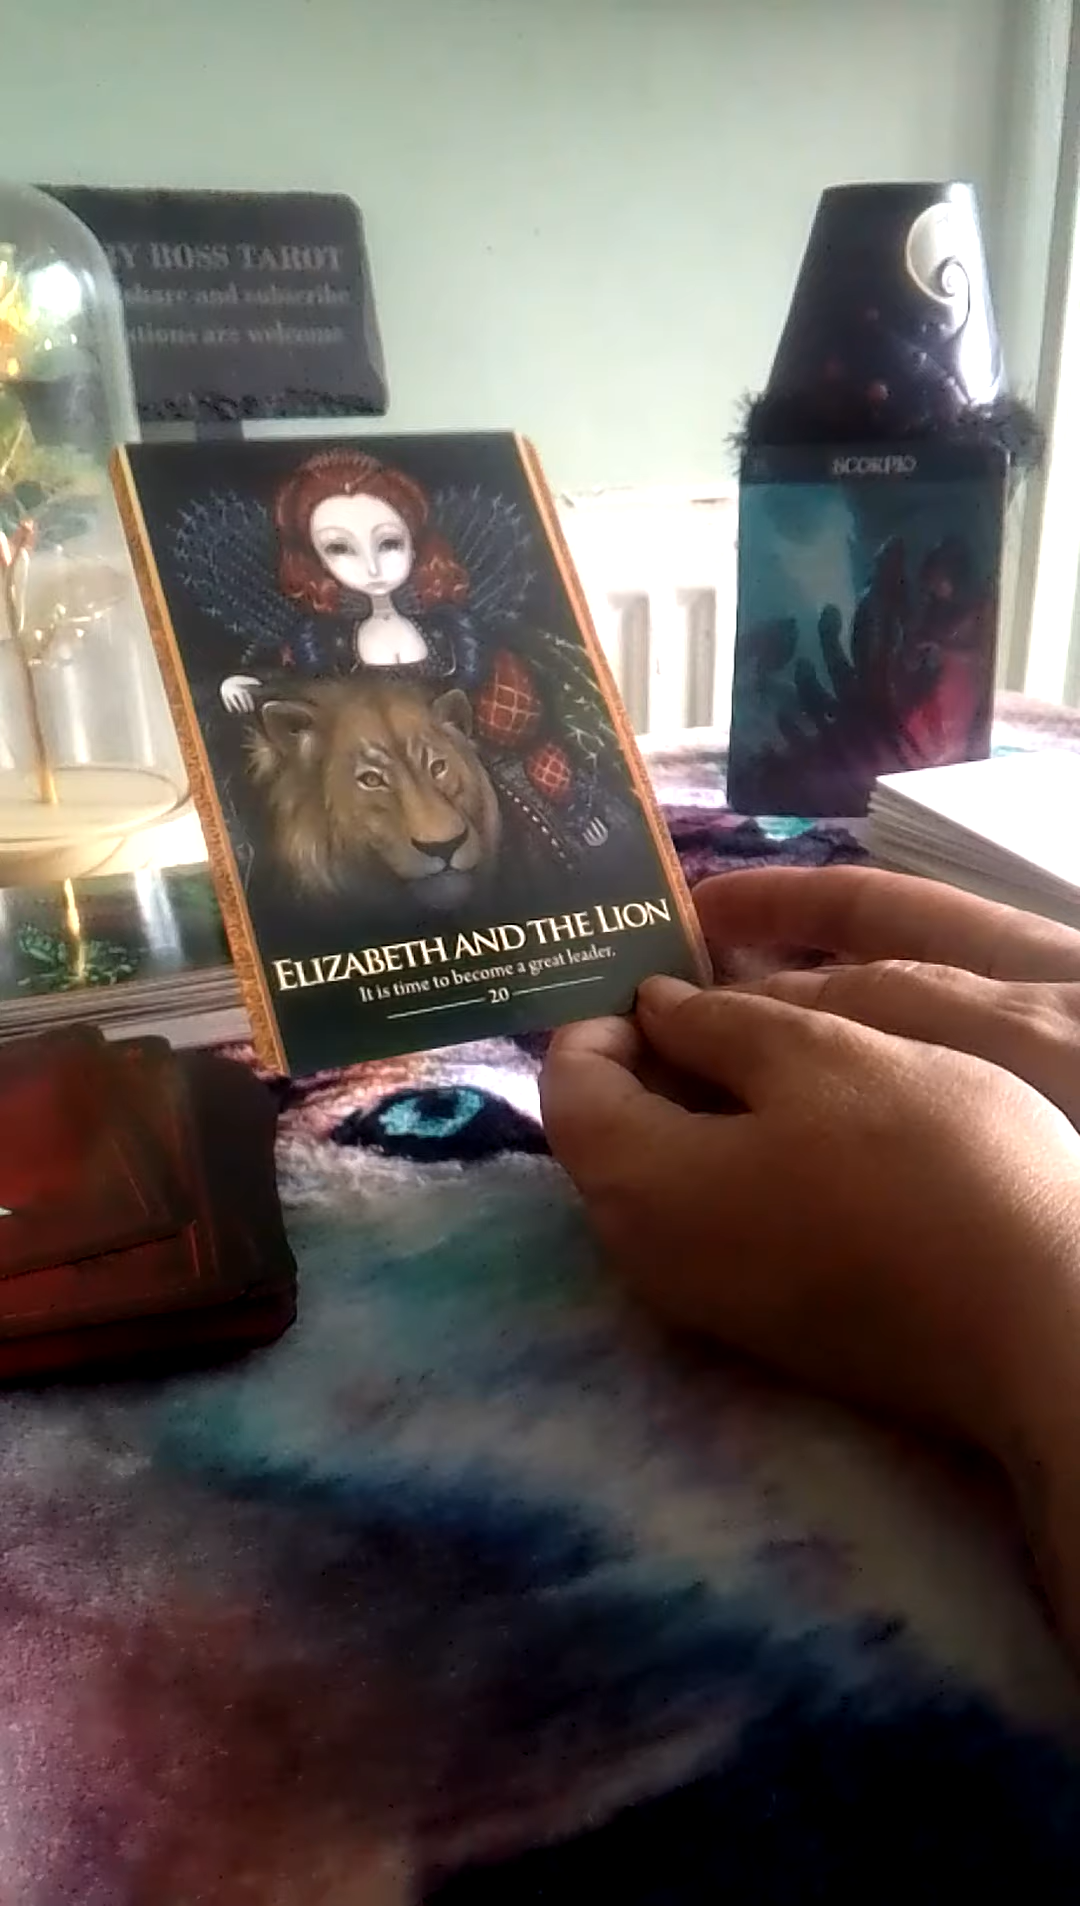 Y BOSS TAROT
share and subscribe
tions are welcome
SCORPIO
ELIZABETH AND THE LION
It is time to become a great leader.
20